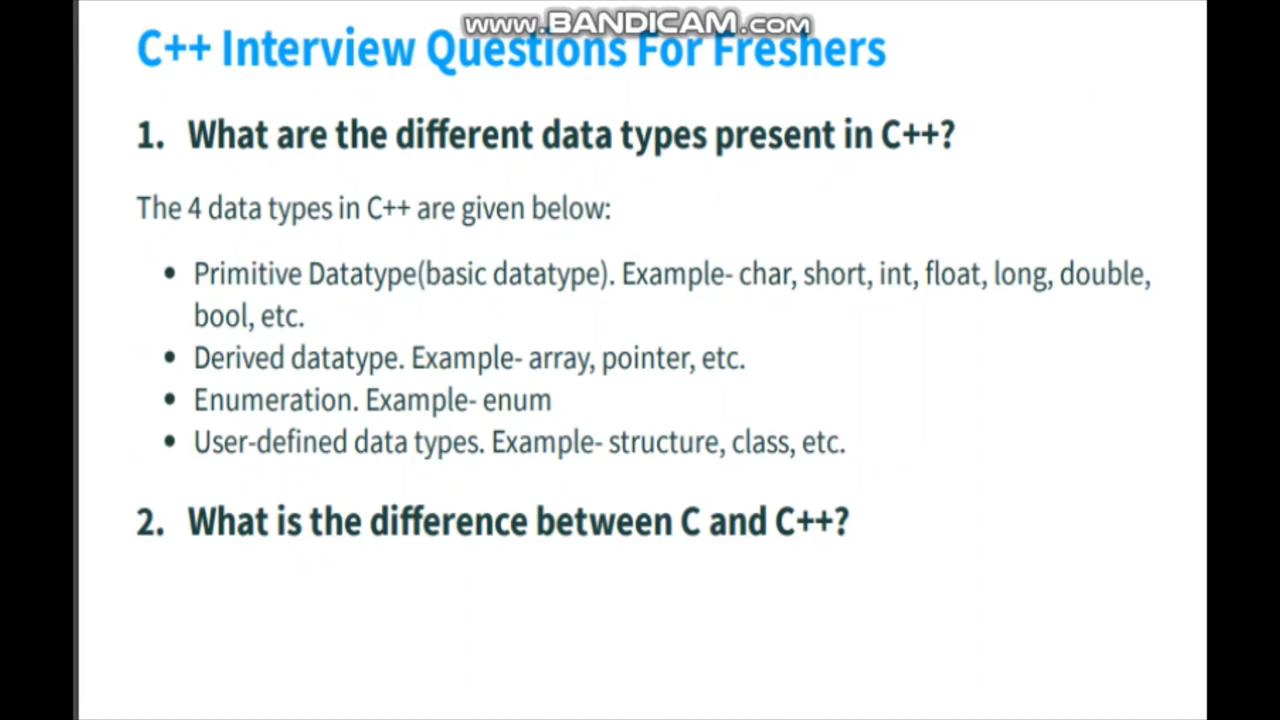 www.BANDICAM.com
C++ Interview Questions For Freshers
1. What are the different data types present in C++?
The 4 data types in C++ are given below:
• Primitive Datatype(basic datatype). Example- char, short, int, float, long, double,
bool, etc.
• Derived datatype. Example- array, pointer, etc.
• Enumeration. Example- enum
• User-defined data types. Example- structure, class, etc.
2. What is the difference between C and C++?